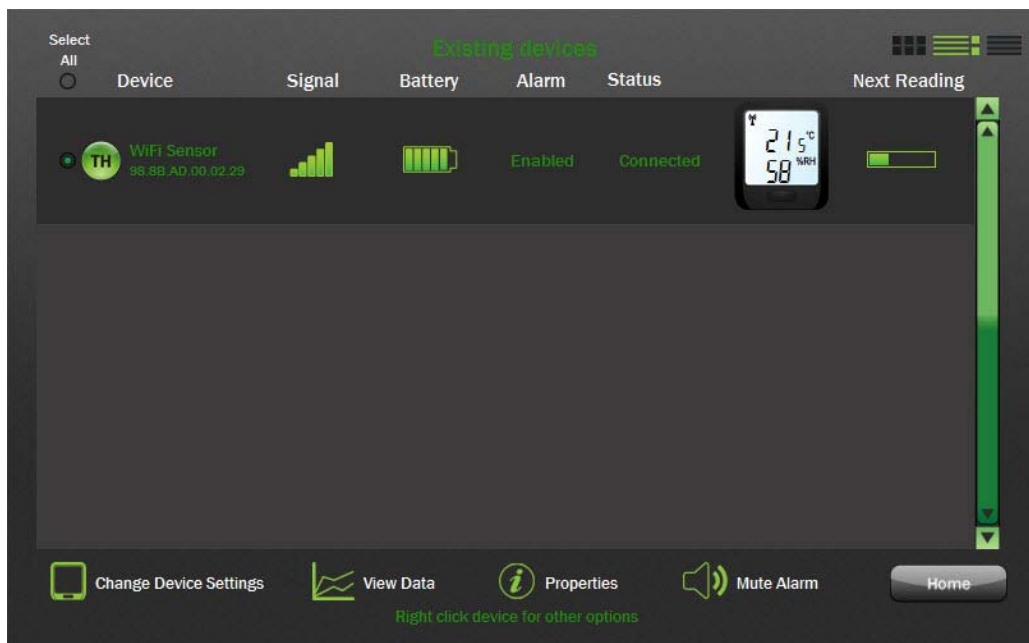 Select
All
Existing devices
Device Signal Battery Alarm Status Next Reading
TH
WiFi Sensor
98.8B.AD.00.02.29
Enabled Connected
21 5°C
58 %RH
Change Device Settings View Data i Properties Mute Alarm Home
Right click device for other options